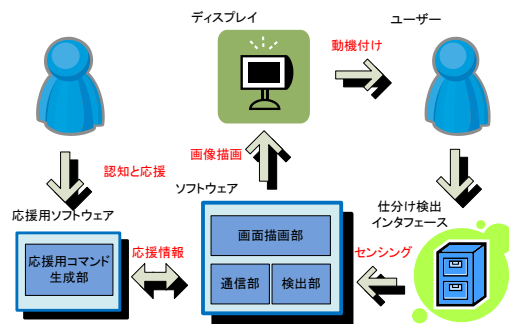 ディスプレイ
ユーザー
動機付け
画像描画
認知と応援
ソフトウェア
仕分け検出
インタフェース
応援用ソフトウェア
画面描画部
応援用コマンド
生成部
応援情報
センシング
通信部
検出部